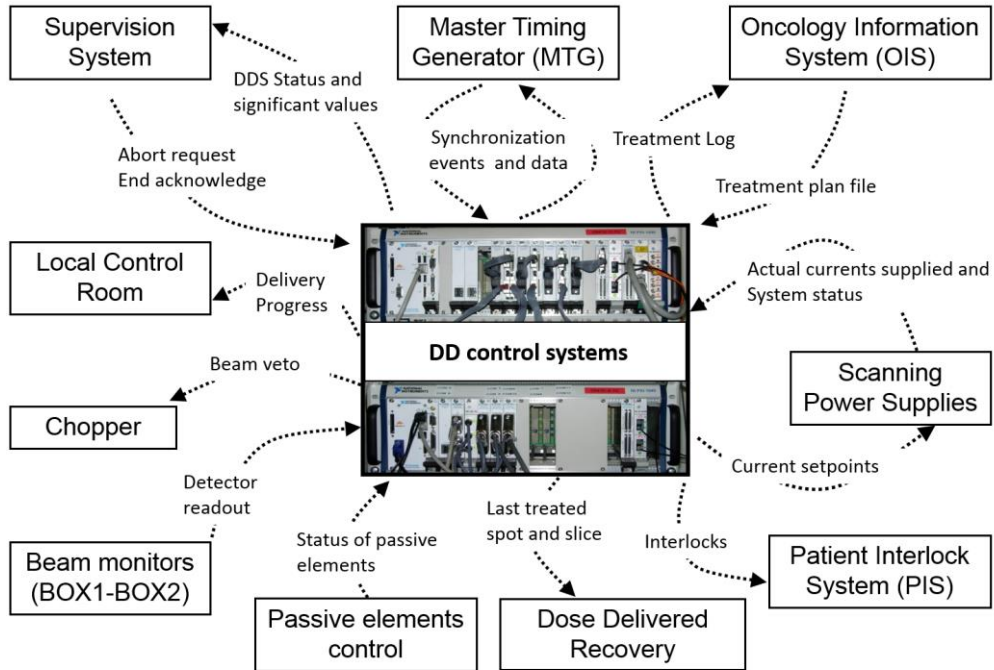 Supervision
System
DDS Status and
significant values
Master Timing
Generator (MTG)
Oncology Information
System (OIS)
Abort request
End acknowledge
Synchronization
events and data
Treatment Log
Treatment plan file
Local Control
Room
Delivery
Progress
Actual currents supplied and
System status
DD control systems
Beam veto
Chopper
Scanning
Power Supplies
Current setpoints
Detector
readout
Beam monitors
(BOX1-BOX2)
Status of passive
elements
Last treated
spot and slice
Interlocks
Patient Interlock
System (PIS)
Passive elements
control
Dose Delivered
Recovery